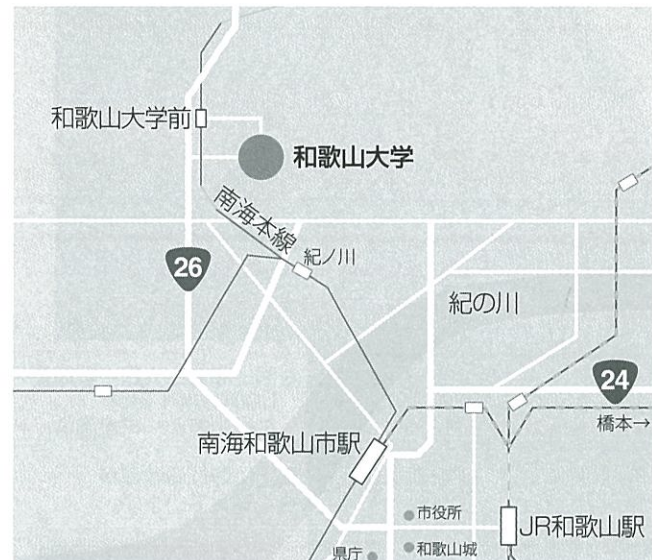 和歌山大学前
和歌山大学
南海本線
紀ノ川
26
紀の川
24
橋本→
南海和歌山市駅
市役所
JR和歌山駅
和歌山城
県庁